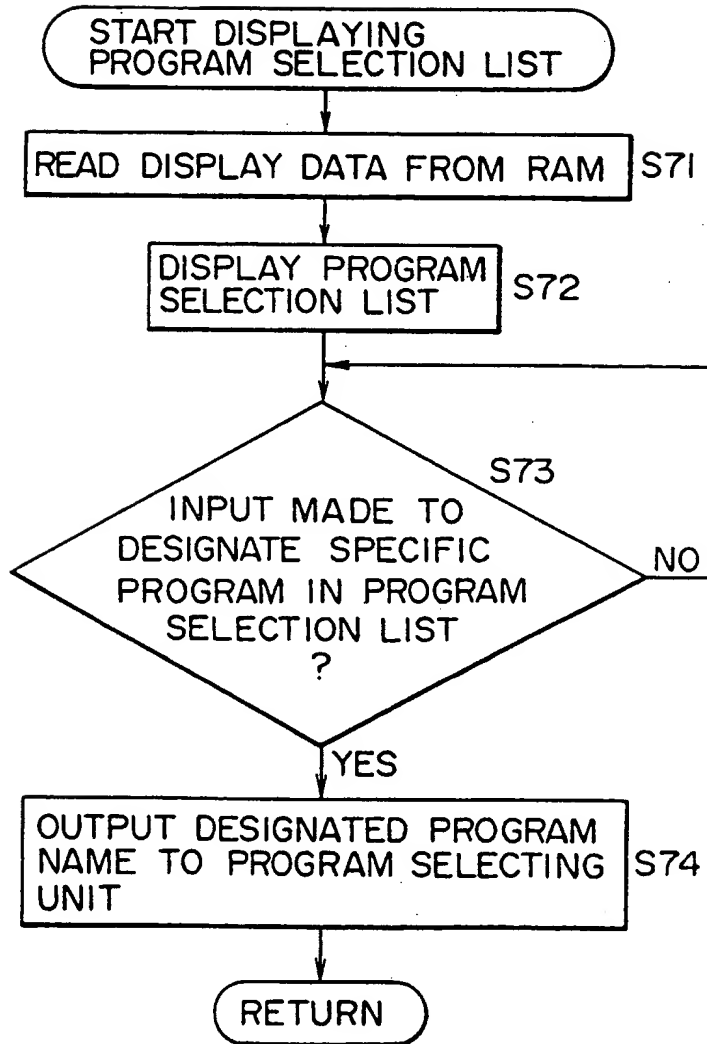 START DISPLAYING
PROGRAM SELECTION LIST
READ DISPLAY DATA FROM RAM
S71
DISPLAY PROGRAM
SELECTION LIST
S72
S73
INPUT MADE TO
DESIGNATE SPECIFIC
PROGRAM IN PROGRAM
SELECTION LIST
?
NO
YES
OUTPUT DESIGNATED PROGRAM
NAME TO PROGRAM SELECTING
UNIT
S74
RETURN